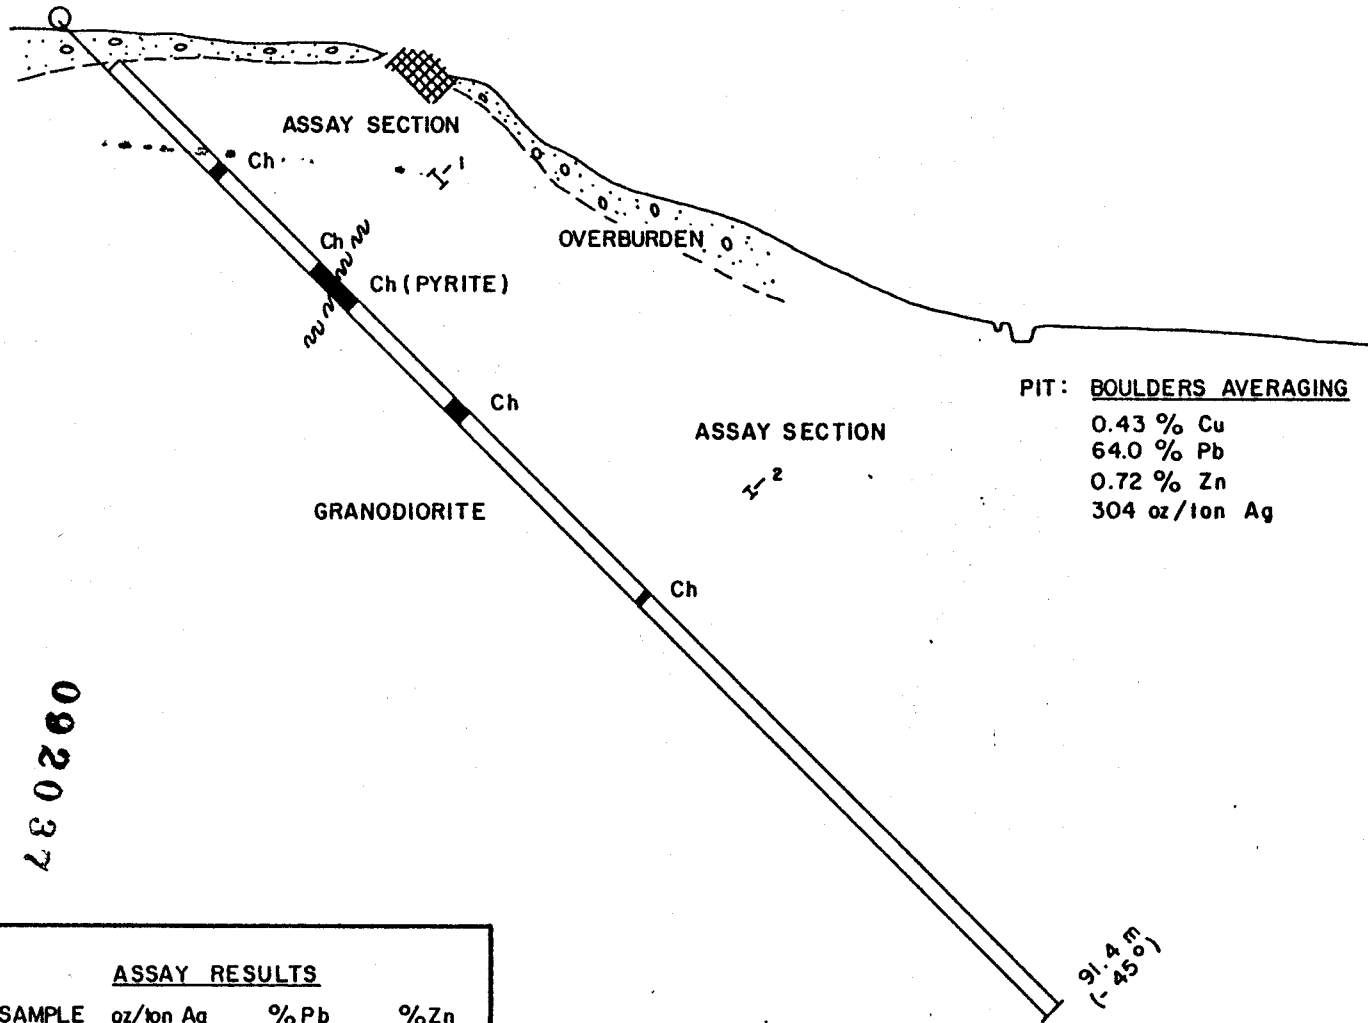 ASSAY SECTION
Ch
1
Ch
OVERBURDEN
Ch (PYRITE)
PIT: BOULDERS AVERAGING
0.43 % Cu
64.0 % Pb
0.72 % Zn
304 oz/ton Ag
Ch
ASSAY SECTION
2
GRANODIORITE
Ch
092037
91.4 m
(-45°)
ASSAY RESULTS
SAMPLE oz/ton Ag % Pb % Zn